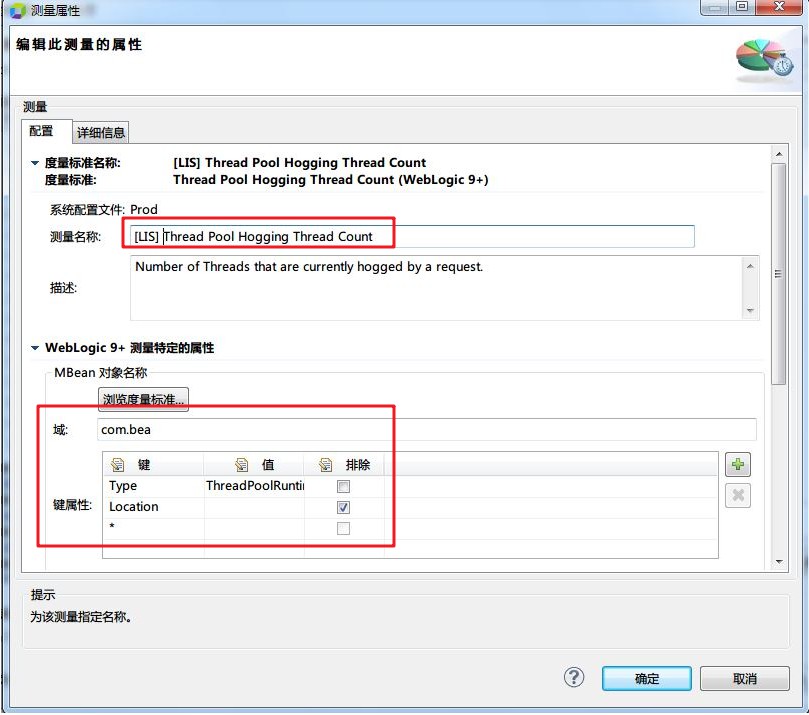 测量属性
编辑此测量的属性
测量
配置 详细信息
度量标准名称: [LIS] Thread Pool Hogging Thread Count
度量标准: Thread Pool Hogging Thread Count (WebLogic 9+)
系统配置文件: Prod
测量名称: [LIS] Thread Pool Hogging Thread Count
描述: Number of Threads that are currently hogged by a request.
WebLogic 9+ 测量特定的属性
MBean 对象名称
浏览度量标准...
域: com.bea
键 值 排除
键属性:
Type ThreadPoolRuntin
Location
*
提示
为该测量指定名称。
? 确定 取消